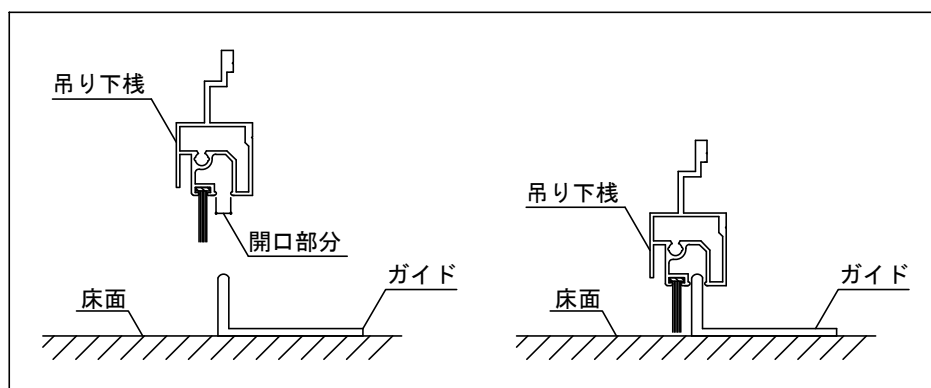 吊り下桟
開口部分
ガイド
床面
吊り下桟
ガイド
床面